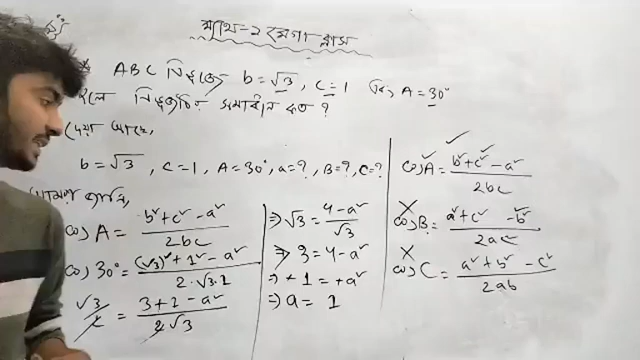 ম্যাথ-2 মেগা ক্লাস
ABC ত্রিভুজে b = √3, c = 1 এবং A = 30°
হলে ত্রিভুজটির সমাধান কত ?
দেয়া আছে,
b = √3, c = 1, A = 30°, a = ?, B = ?, C = ?
আমরা জানি,
cos A = (b² + c² - a²) / 2bc
cos 30° = ((√3)² + 1² - a²) / 2·√3·1
√3/2 = (3 + 1 - a²) / 2√3
⇒ √3 = (4 - a²) / √3
⇒ 3 = 4 - a²
⇒ + 1 = + a²
⇒ a = 1
cos A = (b² + c² - a²) / 2bc
cos B = (a² + c² - b²) / 2ac
cos C = (a² + b² - c²) / 2ab